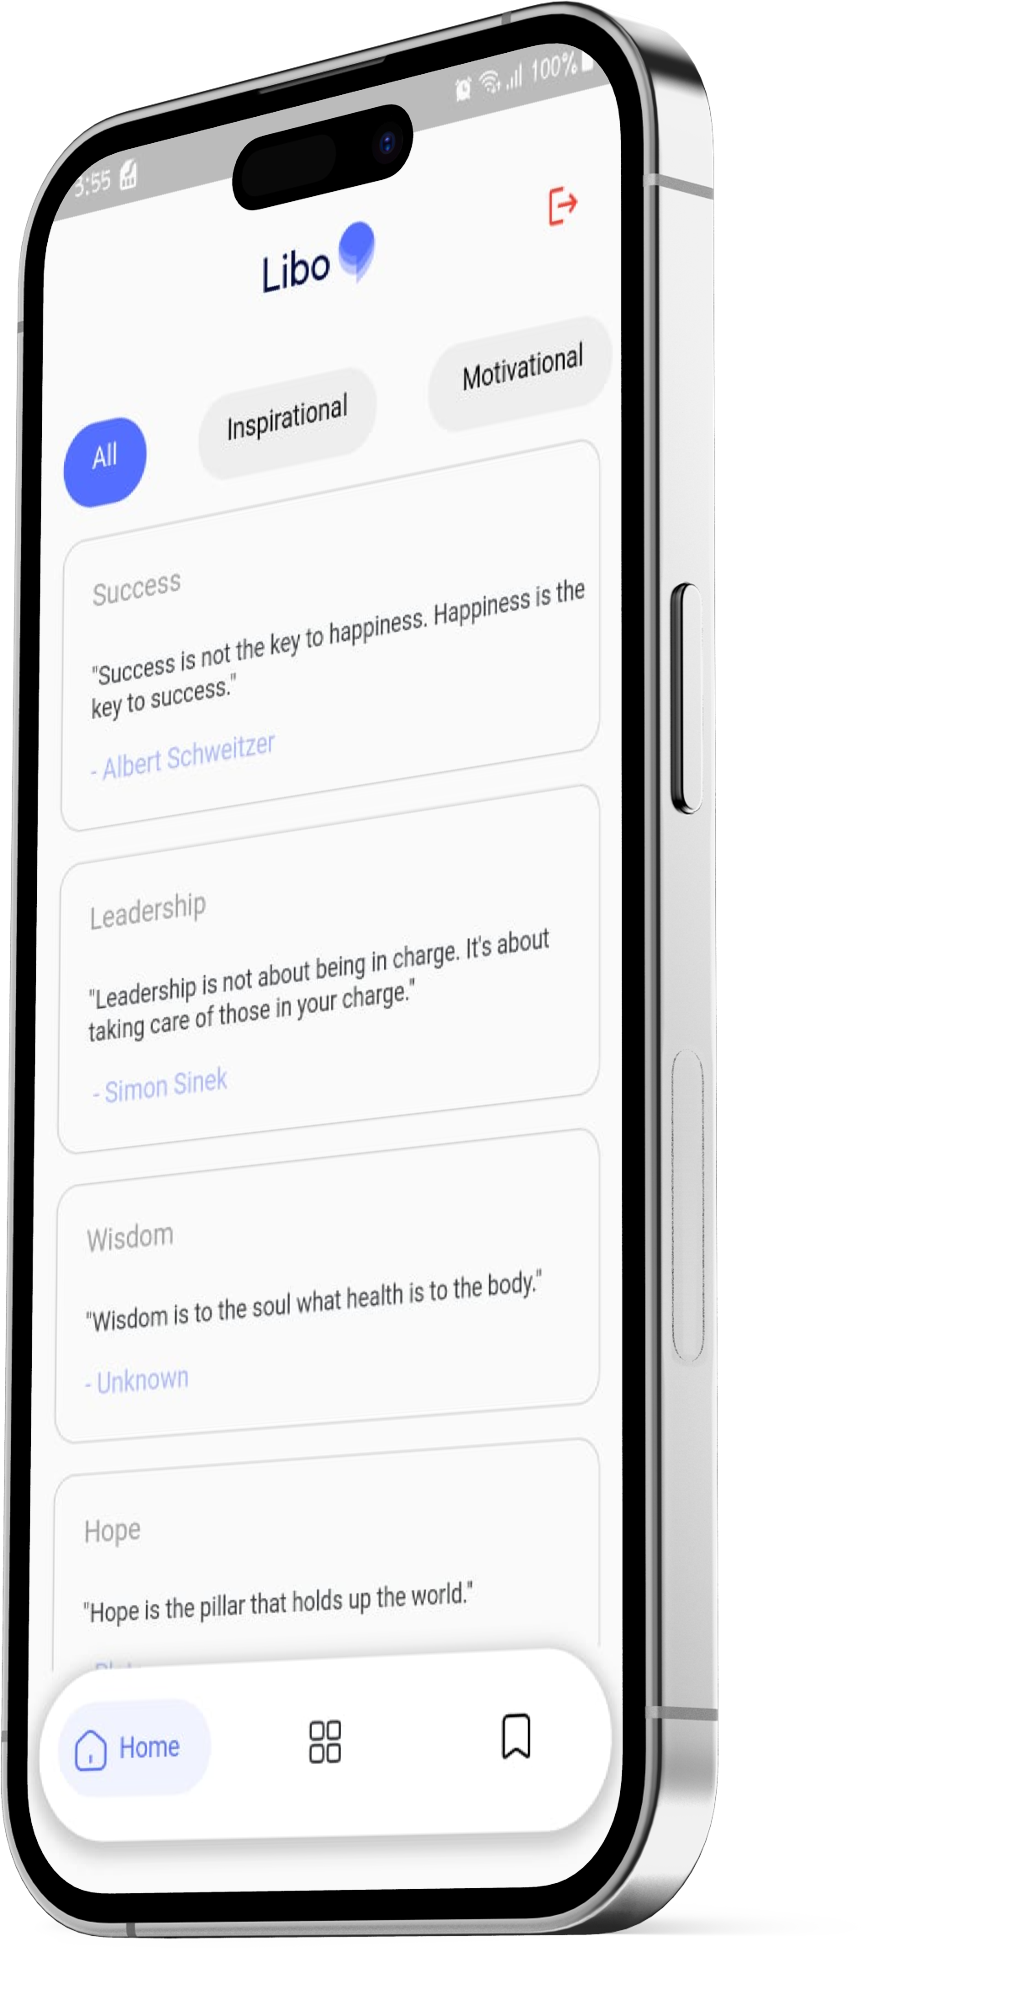 3:55
100%
Libo
All
Inspirational
Motivational
Success
"Success is not the key to happiness. Happiness is the
key to success."
- Albert Schweitzer
Leadership
"Leadership is not about being in charge. It's about
taking care of those in your charge."
- Simon Sinek
Wisdom
"Wisdom is to the soul what health is to the body."
- Unknown
Hope
"Hope is the pillar that holds up the world."
Home